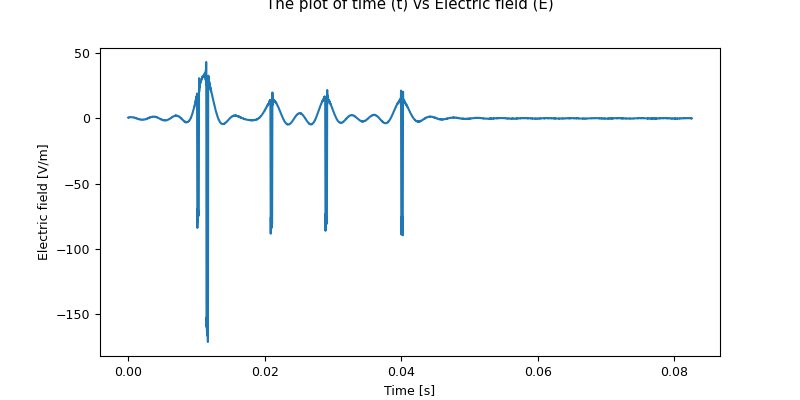 The plot of time (t) vs Electric field (E)
50
0
−50
−100
−150
Electric field [V/m]
0.00 0.02 0.04 0.06 0.08
Time [s]